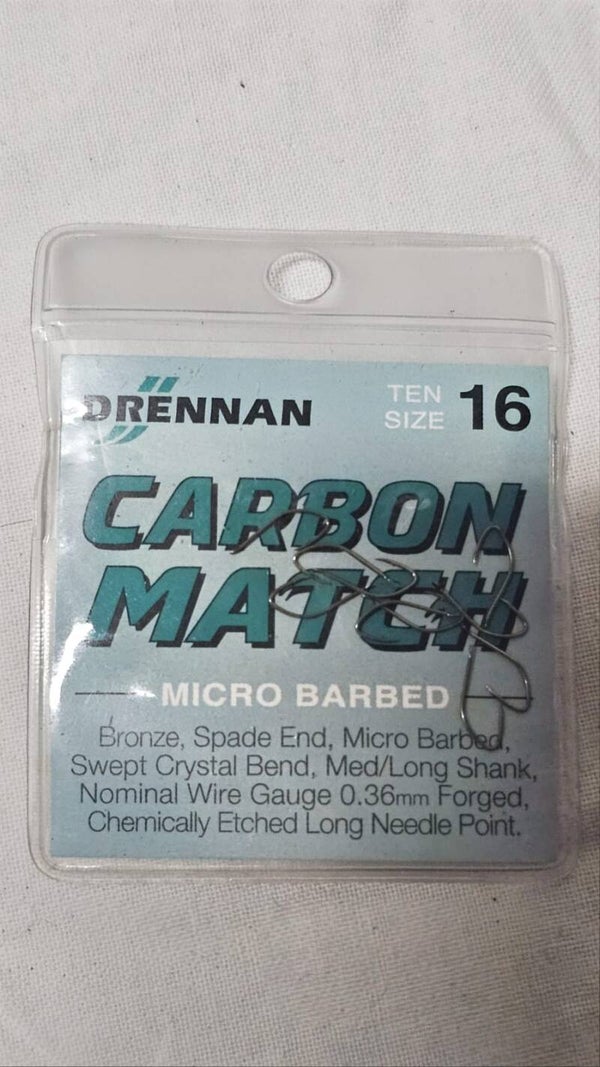 DRENNAN
TEN
SIZE 16
CARBON
MATCH
MICRO BARBED
Bronze, Spade End, Micro Barbed,
Swept Crystal Bend, Med/Long Shank,
Nominal Wire Gauge 0.36mm Forged,
Chemically Etched Long Needle Point.